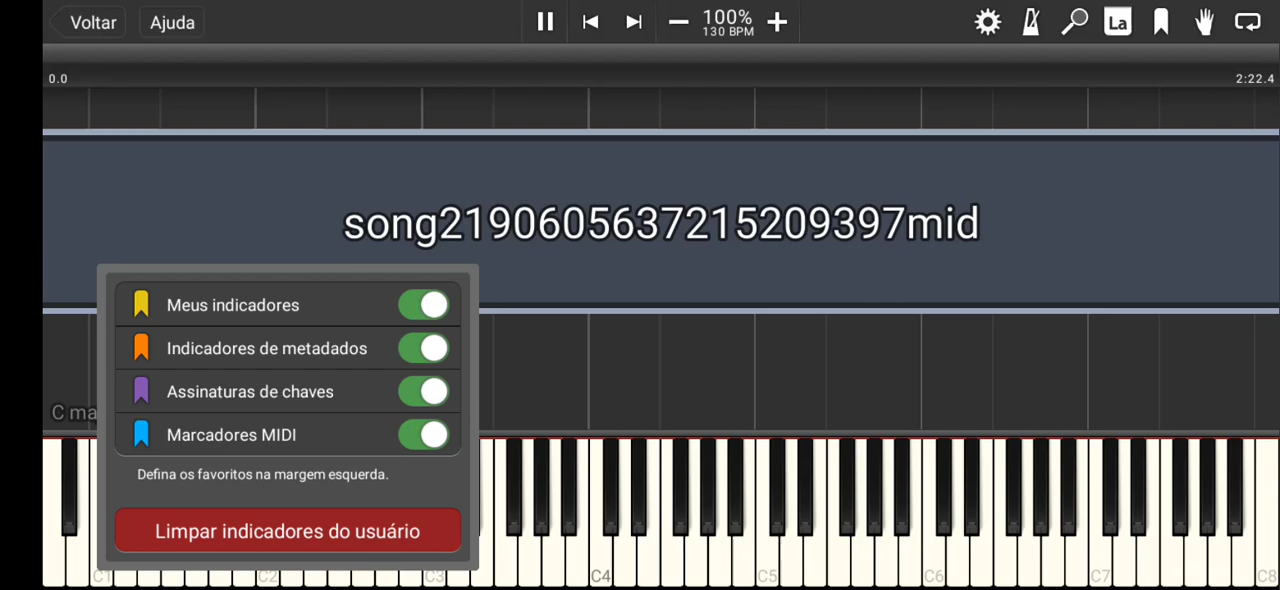 Voltar
Ajuda
100%
130 BPM
La
0.0
2:22.4
song2190605637215209397mid
Meus indicadores
Indicadores de metadados
Assinaturas de chaves
Marcadores MIDI
C ma
Defina os favoritos na margem esquerda.
Limpar indicadores do usuário
C1 C2 C3 C4 C5 C6 C7 C8